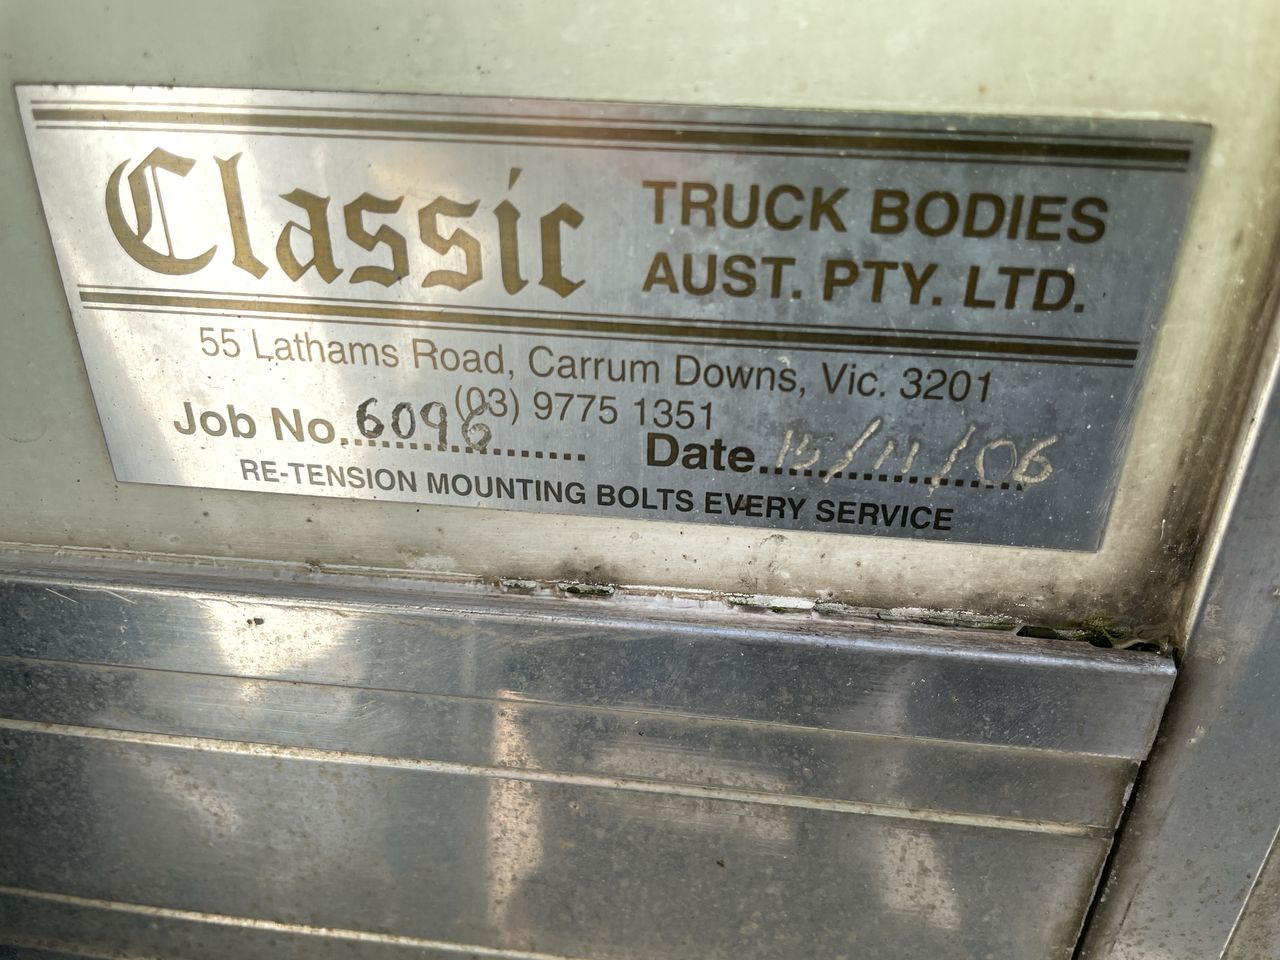 Classic TRUCK BODIES
AUST. PTY. LTD.
55 Lathams Road, Carrum Downs, Vic. 3201
(03) 9775 1351
Job No. 6096 Date 15/11/06
RE-TENSION MOUNTING BOLTS EVERY SERVICE